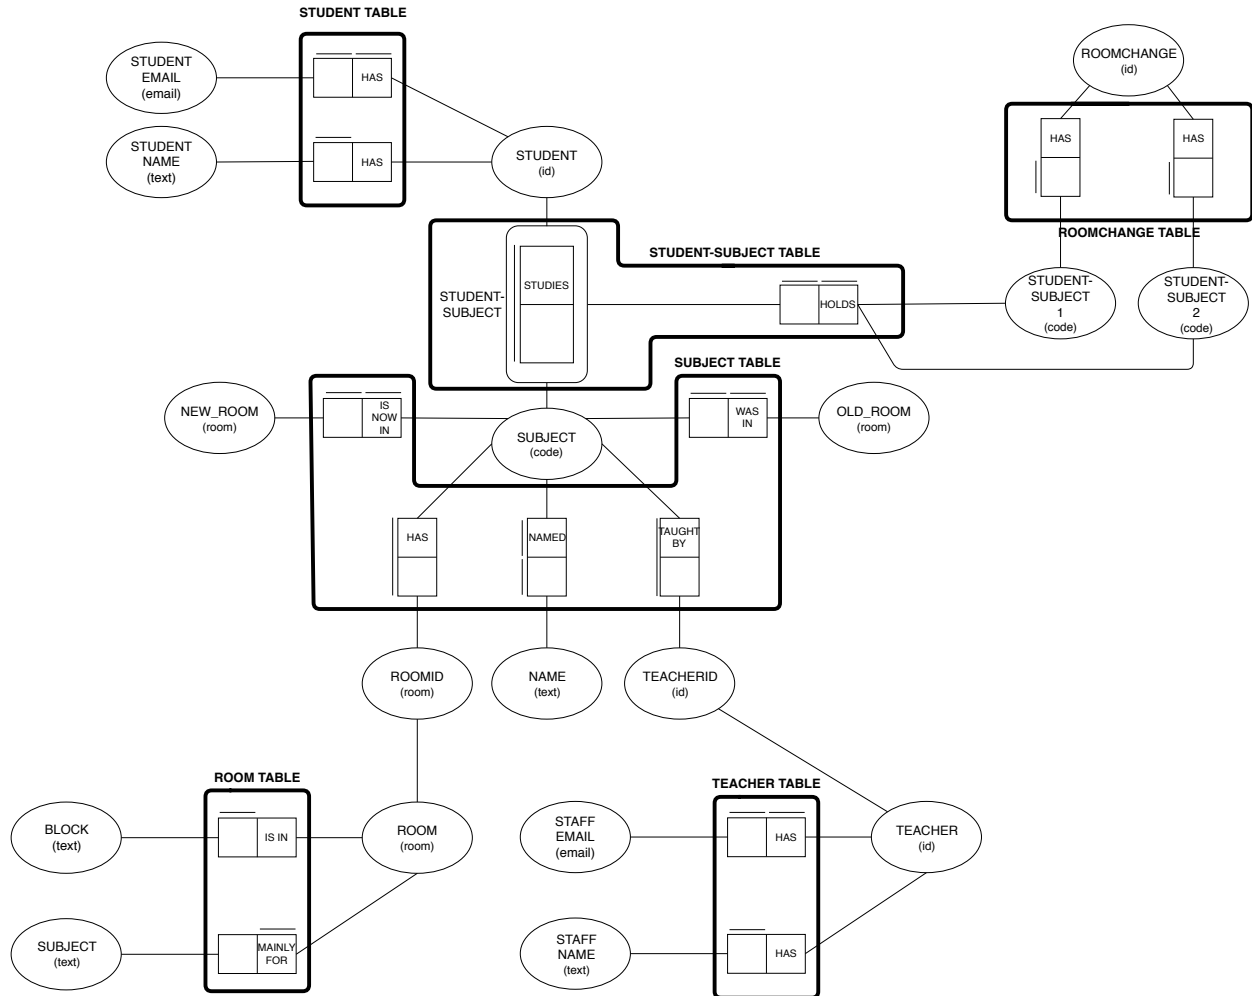 STUDENT TABLE
STUDENT
EMAIL
(email)
HAS
ROOMCHANGE
(id)
STUDENT
NAME
(text)
HAS
STUDENT
(id)
HAS
HAS
ROOMCHANGE TABLE
STUDENT-SUBJECT TABLE
STUDENT-
SUBJECT
STUDIES
HOLDS
STUDENT-
SUBJECT
1
(code)
STUDENT-
SUBJECT
2
(code)
SUBJECT TABLE
NEW_ROOM
(room)
IS
NOW
IN
SUBJECT
(code)
WAS
IN
OLD_ROOM
(room)
HAS
NAMED
TAUGHT
BY
ROOMID
(room)
NAME
(text)
TEACHERID
(id)
ROOM TABLE
BLOCK
(text)
IS IN
ROOM
(room)
SUBJECT
(text)
MAINLY
FOR
TEACHER TABLE
STAFF
EMAIL
(email)
HAS
TEACHER
(id)
STAFF
NAME
(text)
HAS